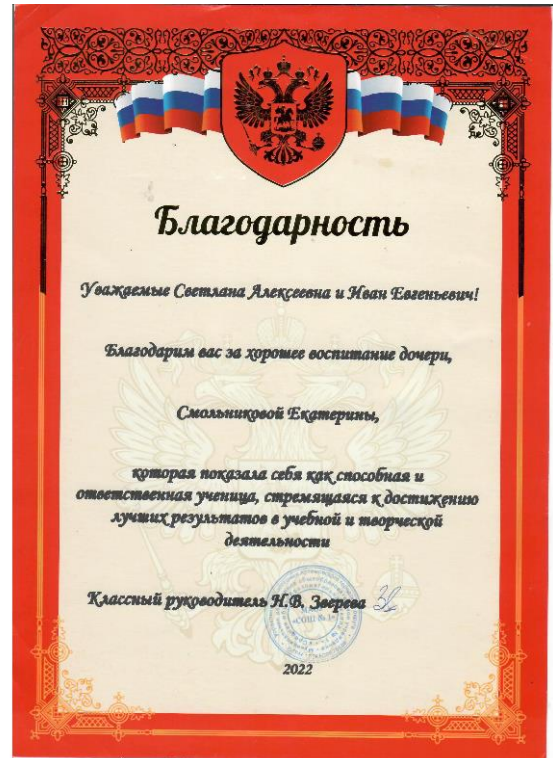 Благодарность
Уважаемые Светлана Алексеевна и Иван Евгеньевич!
Благодарим вас за хорошее воспитание дочери,
Смольниковой Екатерины,
которая показала себя как способная и
ответственная ученица, стремящаяся к достижению
лучших результатов в учебной и творческой
деятельности
Классный руководитель Н.В. Зверева
2022